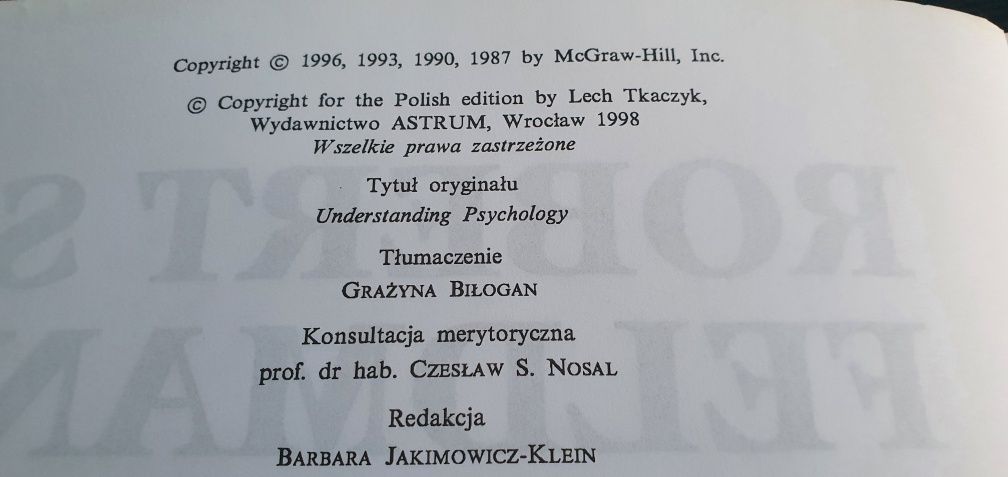 Copyright © 1996, 1993, 1990, 1987 by McGraw-Hill, Inc.
© Copyright for the Polish edition by Lech Tkaczyk,
Wydawnictwo ASTRUM, Wrocław 1998
Wszelkie prawa zastrzeżone
Tytuł oryginału
Understanding Psychology
Tłumaczenie
GRAŻYNA BIŁOGAN
Konsultacja merytoryczna
prof. dr hab. CZESŁAW S. NOSAL
Redakcja
BARBARA JAKIMOWICZ-KLEIN
ROBERT S
FELDMAN